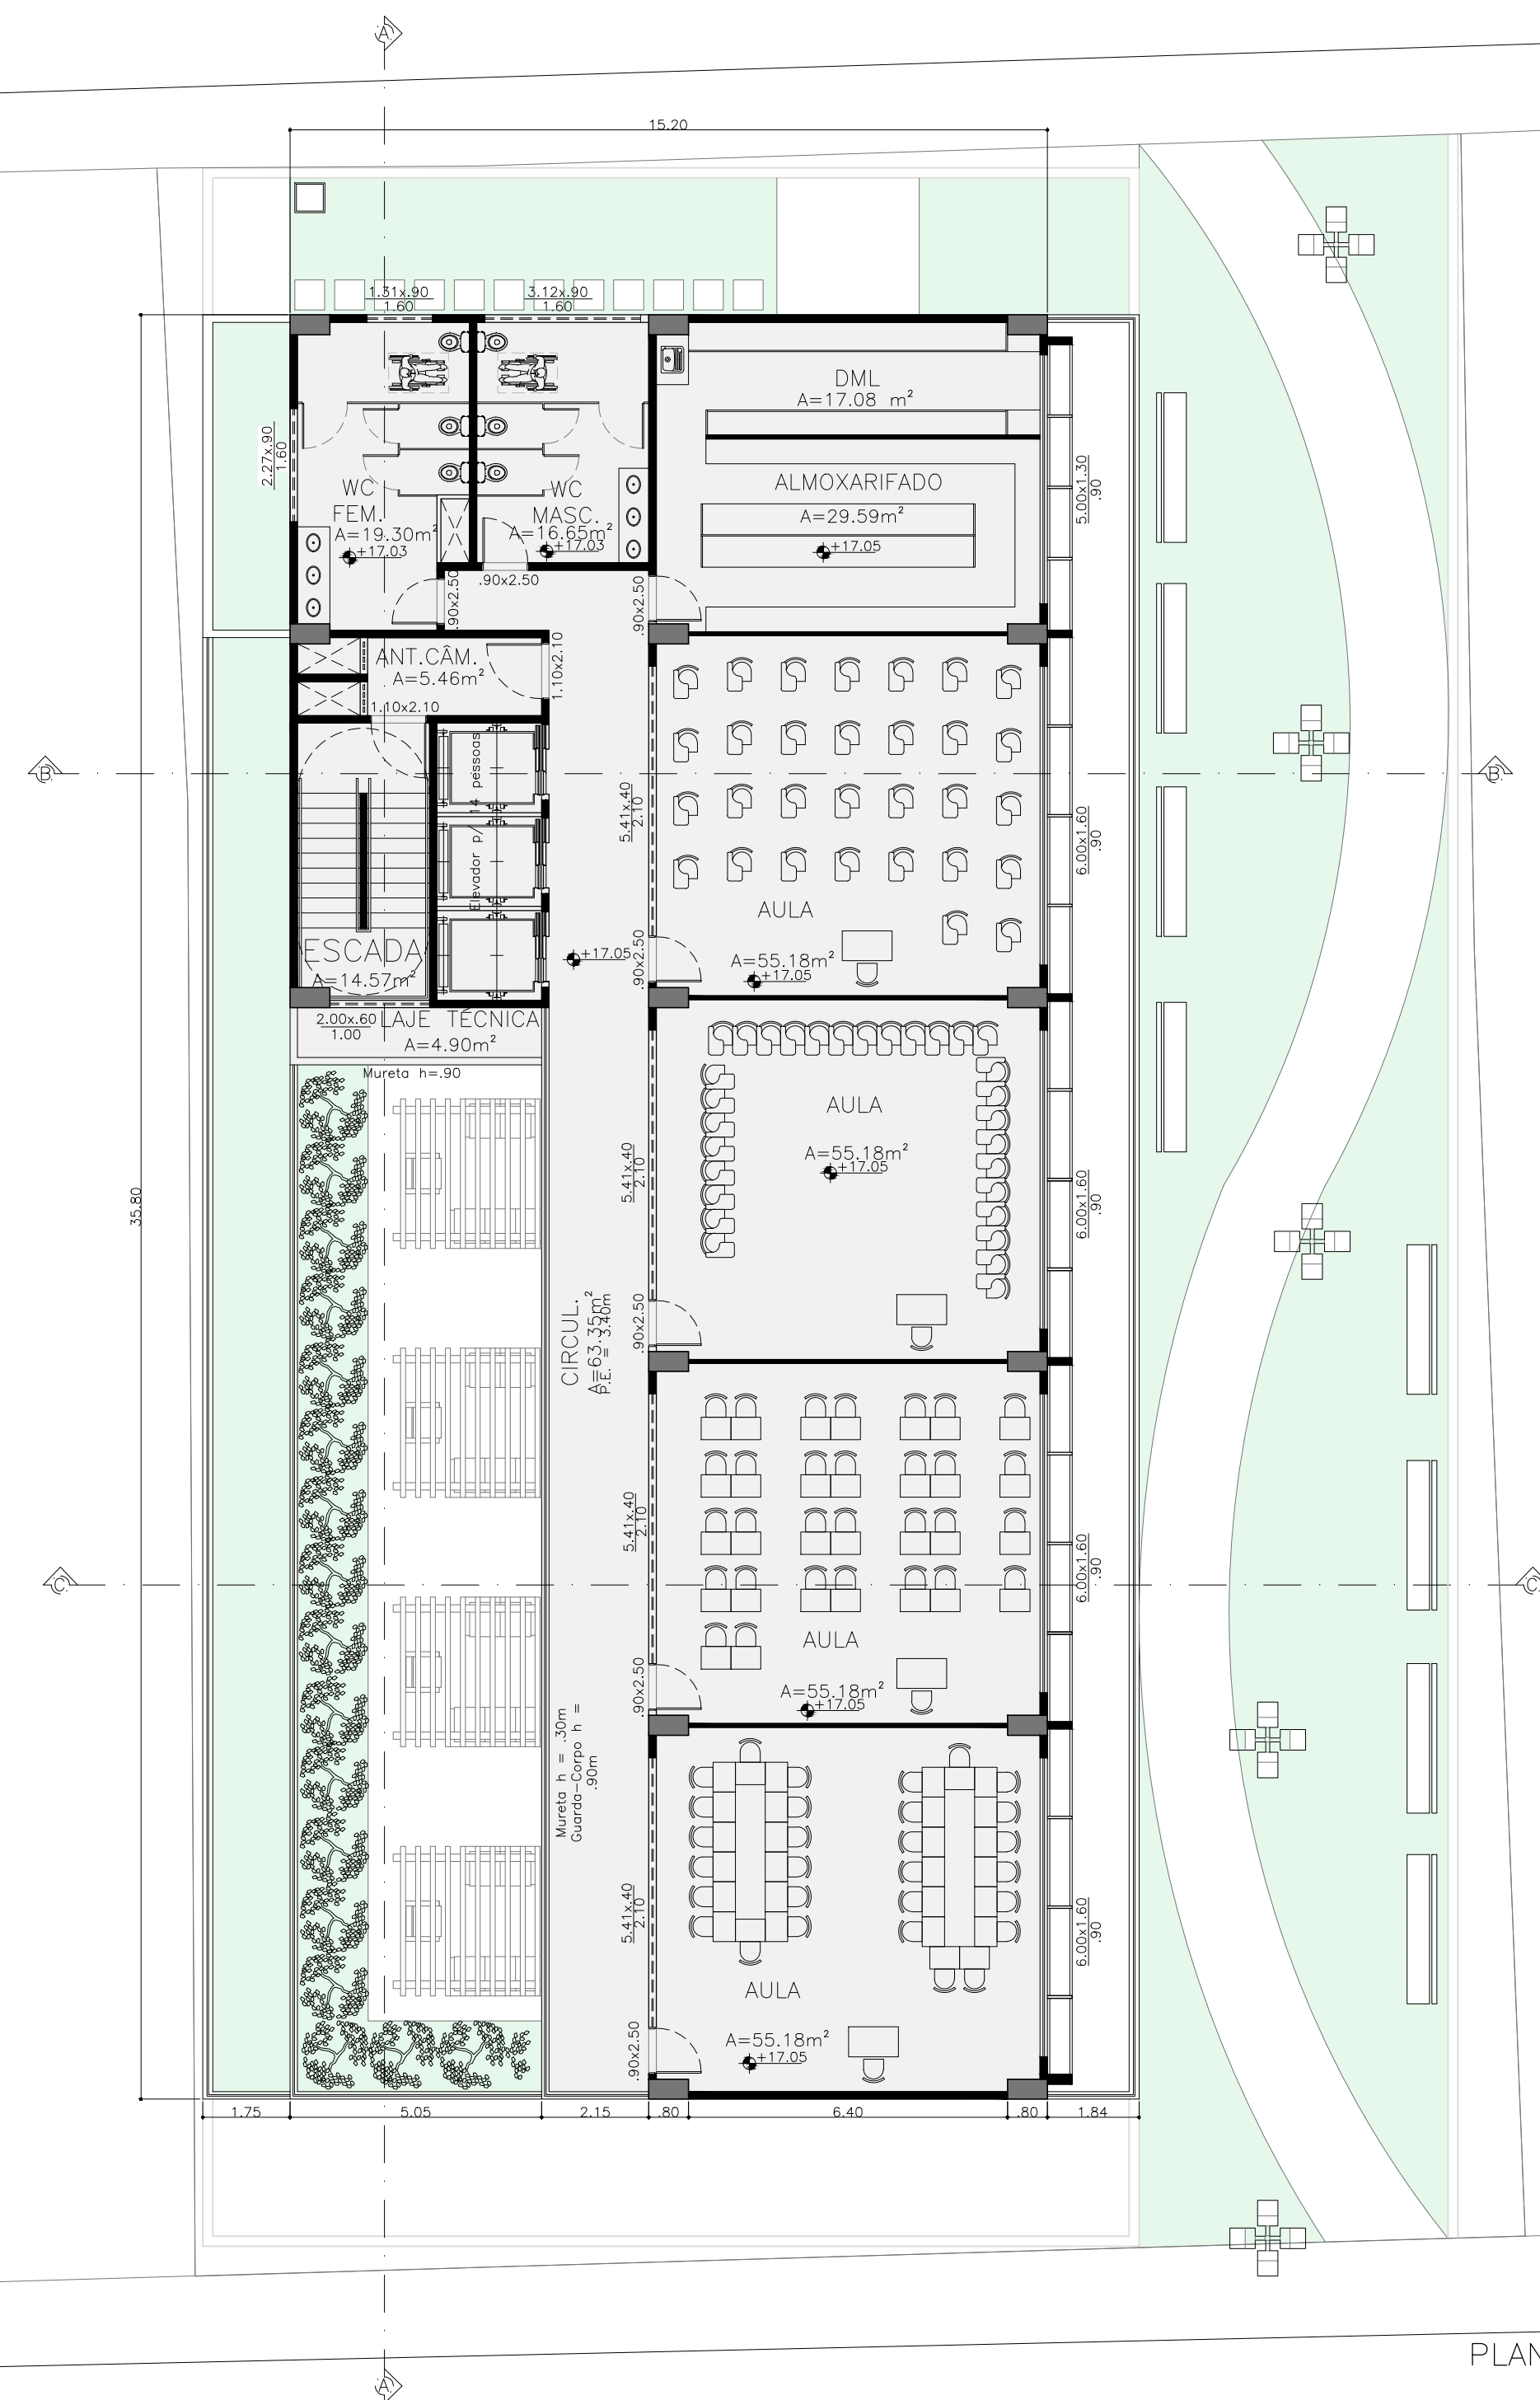 A
15.20
1.31x.90
1.60
3.12x.90
1.60
DML
A=17.08 m²
2.27x.90
1.60
ALMOXARIFADO
A=29.59m²
+17.05
5.00x1.30
.90
WC
FEM.
A=19.30m²
+17.03
WC
MASC.
A=16.65m²
+17.03
.90x2.50
.90x2.50
.90x2.50
ANT.CÂM.
A=5.46m²
1.10x2.10
1.10x2.10
B
B
Elevador p/ 14 pessoas
5.41x.40
2.10
6.00x1.60
.90
AULA
A=55.18m²
+17.05
.90x2.50
+17.05
ESCADA
A=14.57m²
2.00x.60
1.00
LAJE TÉCNICA
A=4.90m²
Mureta h=.90
AULA
A=55.18m²
+17.05
5.41x.40
2.10
6.00x1.60
.90
35.80
.90x2.50
CIRCUL.
A=63.35m²
P.E. = 3.40m
5.41x.40
2.10
6.00x1.60
.90
C
C
AULA
A=55.18m²
+17.05
.90x2.50
Mureta h = .30m
Guarda-Corpo h =
.90m
5.41x.40
2.10
6.00x1.60
.90
AULA
A=55.18m²
+17.05
.90x2.50
1.75
5.05
2.15
.80
6.40
.80
1.84
PLAN
A